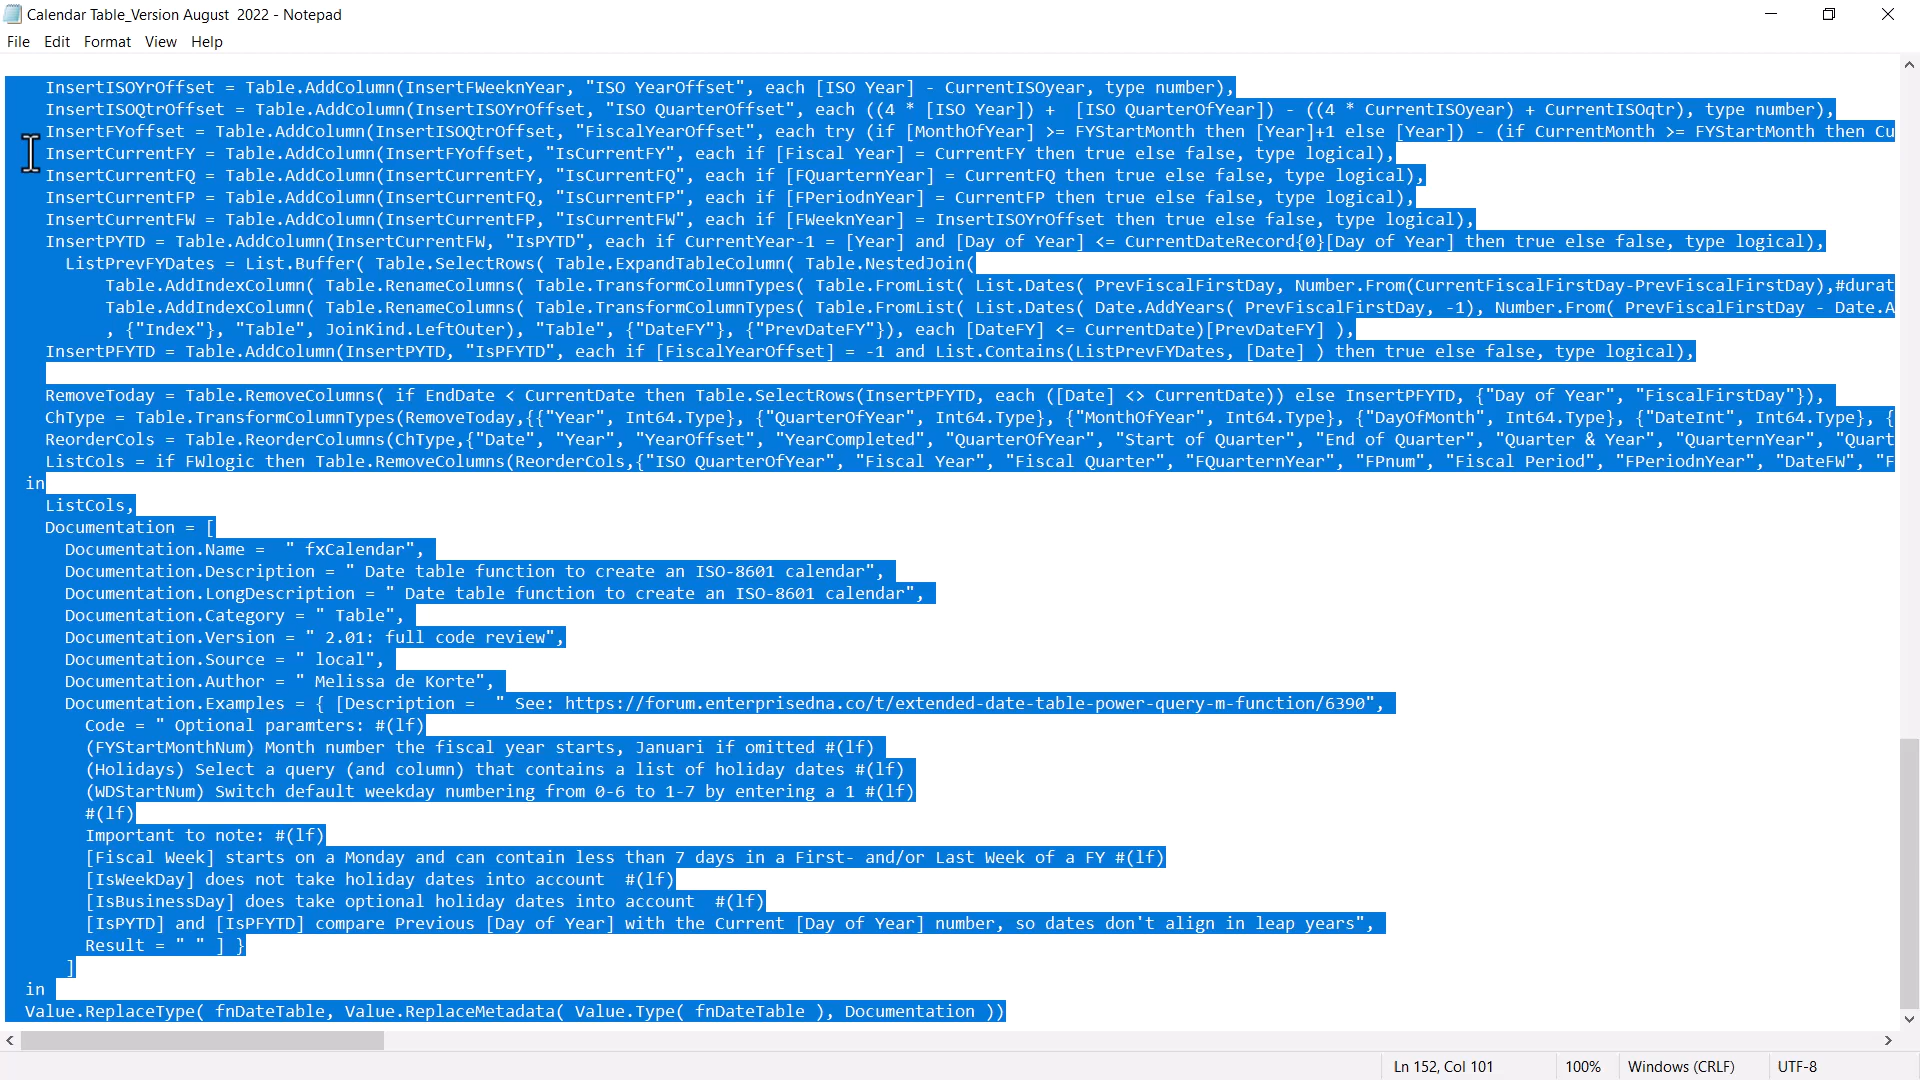 Calendar Table_Version August  2022 - Notepad
File Edit Format View Help
InsertISOYrOffset = Table.AddColumn(InsertFWeeknYear, "ISO YearOffset", each [ISO Year] - CurrentISOyear, type number),
InsertISOQtrOffset = Table.AddColumn(InsertISOYrOffset, "ISO QuarterOffset", each ((4 * [ISO Year]) +  [ISO QuarterOfYear]) - ((4 * CurrentISOyear) + CurrentISOqtr), type number),
InsertFYoffset = Table.AddColumn(InsertISOQtrOffset, "FiscalYearOffset", each try (if [MonthOfYear] >= FYStartMonth then [Year]+1 else [Year]) - (if CurrentMonth >= FYStartMonth then Cu
InsertCurrentFY = Table.AddColumn(InsertFYoffset, "IsCurrentFY", each if [Fiscal Year] = CurrentFY then true else false, type logical),
InsertCurrentFQ = Table.AddColumn(InsertCurrentFY, "IsCurrentFQ", each if [FQuarternYear] = CurrentFQ then true else false, type logical),
InsertCurrentFP = Table.AddColumn(InsertCurrentFQ, "IsCurrentFP", each if [FPeriodnYear] = CurrentFP then true else false, type logical),
InsertCurrentFW = Table.AddColumn(InsertCurrentFP, "IsCurrentFW", each if [FWeeknYear] = InsertISOYrOffset then true else false, type logical),
InsertPYTD = Table.AddColumn(InsertCurrentFW, "IsPYTD", each if CurrentYear-1 = [Year] and [Day of Year] <= CurrentDateRecord{0}[Day of Year] then true else false, type logical),
ListPrevFYDates = List.Buffer( Table.SelectRows( Table.ExpandTableColumn( Table.NestedJoin(
Table.AddIndexColumn( Table.RenameColumns( Table.TransformColumnTypes( Table.FromList( List.Dates( PrevFiscalFirstDay, Number.From(CurrentFiscalFirstDay-PrevFiscalFirstDay),#durat
Table.AddIndexColumn( Table.RenameColumns( Table.TransformColumnTypes( Table.FromList( List.Dates( Date.AddYears( PrevFiscalFirstDay, -1), Number.From( PrevFiscalFirstDay - Date.A
, {"Index"}, "Table", JoinKind.LeftOuter), "Table", {"DateFY"}, {"PrevDateFY"}), each [DateFY] <= CurrentDate)[PrevDateFY] ),
InsertPFYTD = Table.AddColumn(InsertPYTD, "IsPFYTD", each if [FiscalYearOffset] = -1 and List.Contains(ListPrevFYDates, [Date] ) then true else false, type logical),
RemoveToday = Table.RemoveColumns( if EndDate < CurrentDate then Table.SelectRows(InsertPFYTD, each ([Date] <> CurrentDate)) else InsertPFYTD, {"Day of Year", "FiscalFirstDay"}),
ChType = Table.TransformColumnTypes(RemoveToday,{{"Year", Int64.Type}, {"QuarterOfYear", Int64.Type}, {"MonthOfYear", Int64.Type}, {"DayOfMonth", Int64.Type}, {"DateInt", Int64.Type}, {
ReorderCols = Table.ReorderColumns(ChType,{"Date", "Year", "YearOffset", "YearCompleted", "QuarterOfYear", "Start of Quarter", "End of Quarter", "Quarter & Year", "QuarternYear", "Quart
ListCols = if FWlogic then Table.RemoveColumns(ReorderCols,{"ISO QuarterOfYear", "Fiscal Year", "Fiscal Quarter", "FQuarternYear", "FPnum", "Fiscal Period", "FPeriodnYear", "DateFW", "F
in
ListCols,
Documentation = [
Documentation.Name =  " fxCalendar",
Documentation.Description = " Date table function to create an ISO-8601 calendar",
Documentation.LongDescription = " Date table function to create an ISO-8601 calendar",
Documentation.Category = " Table",
Documentation.Version = " 2.01: full code review",
Documentation.Source = " local",
Documentation.Author = " Melissa de Korte",
Documentation.Examples = { [Description =  " See: https://forum.enterprisedna.co/t/extended-date-table-power-query-m-function/6390",
Code = " Optional paramters: #(lf)
(FYStartMonthNum) Month number the fiscal year starts, Januari if omitted #(lf)
(Holidays) Select a query (and column) that contains a list of holiday dates #(lf)
(WDStartNum) Switch default weekday numbering from 0-6 to 1-7 by entering a 1 #(lf)
#(lf)
Important to note: #(lf)
[Fiscal Week] starts on a Monday and can contain less than 7 days in a First- and/or Last Week of a FY #(lf)
[IsWeekDay] does not take holiday dates into account  #(lf)
[IsBusinessDay] does take optional holiday dates into account  #(lf)
[IsPYTD] and [IsPFYTD] compare Previous [Day of Year] with the Current [Day of Year] number, so dates don't align in leap years",
Result = " " ] }
]
in
Value.ReplaceType( fnDateTable, Value.ReplaceMetadata( Value.Type( fnDateTable ), Documentation ))
Ln 152, Col 101 100% Windows (CRLF) UTF-8